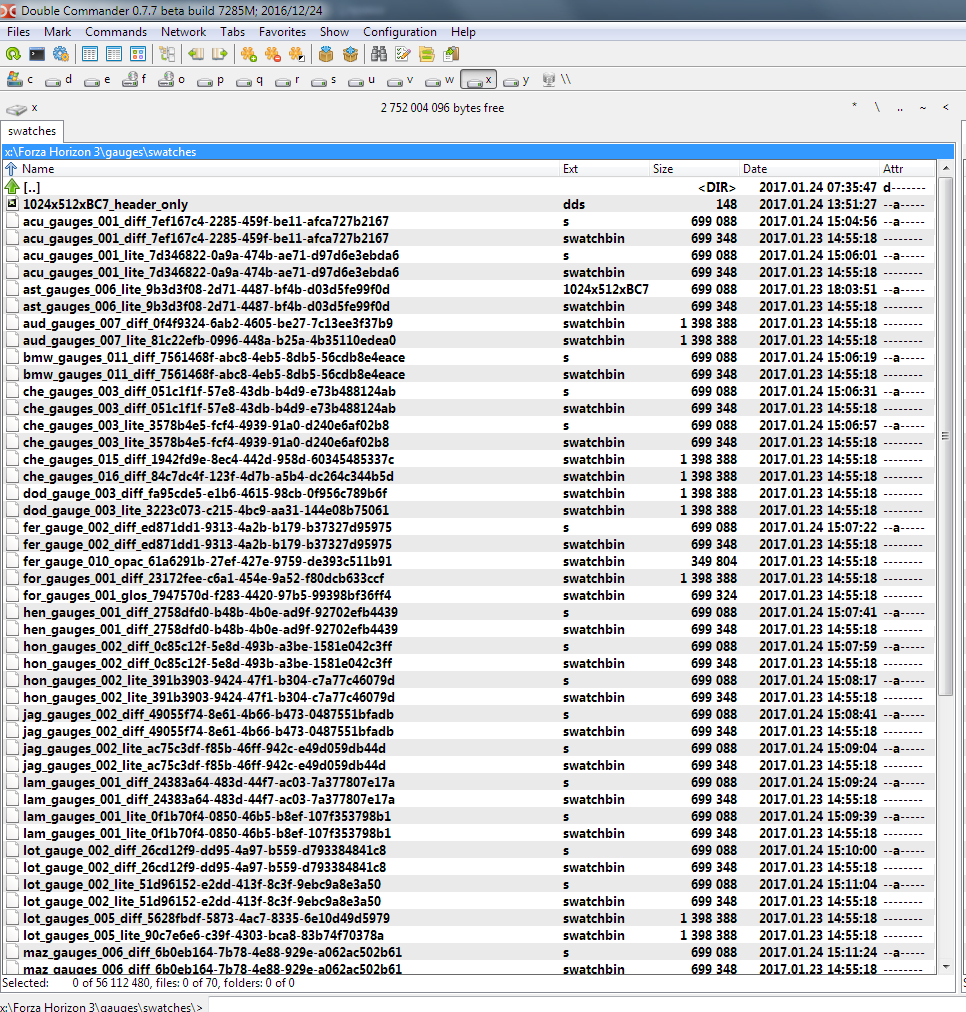 Double Commander 0.7.7 beta build 7285M; 2016/12/24
Files Mark Commands Network Tabs Favorites Show Configuration Help
c d e f o p q r s u v w x y \\
x 2 752 004 096 bytes free * \ .. ~ <
swatches
x:\Forza Horizon 3\gauges\swatches
Name Ext Size Date Attr
[..] <DIR> 2017.01.24 07:35:47 d-------
1024x512xBC7_header_only dds 148 2017.01.24 13:51:27 --a-----
acu_gauges_001_diff_7ef167c4-2285-459f-be11-afca727b2167 s 699 088 2017.01.24 15:04:56 --a-----
acu_gauges_001_diff_7ef167c4-2285-459f-be11-afca727b2167 swatchbin 699 348 2017.01.23 14:55:18 --------
acu_gauges_001_lite_7d346822-0a9a-474b-ae71-d97d6e3ebda6 s 699 088 2017.01.24 15:06:01 --a-----
acu_gauges_001_lite_7d346822-0a9a-474b-ae71-d97d6e3ebda6 swatchbin 699 348 2017.01.23 14:55:18 --------
ast_gauges_006_lite_9b3d3f08-2d71-4487-bf4b-d03d5fe99f0d 1024x512xBC7 699 088 2017.01.23 18:03:51 --a-----
ast_gauges_006_lite_9b3d3f08-2d71-4487-bf4b-d03d5fe99f0d swatchbin 699 348 2017.01.23 14:55:18 --------
aud_gauges_007_diff_0f4f9324-6ab2-4605-be27-7c13ee3f37b9 swatchbin 1 398 388 2017.01.23 14:55:18 --------
aud_gauges_007_lite_81c22efb-0996-448a-b25a-4b35110edea0 swatchbin 1 398 388 2017.01.23 14:55:18 --------
bmw_gauges_011_diff_7561468f-abc8-4eb5-8db5-56cdb8e4eace s 699 088 2017.01.24 15:06:19 --a-----
bmw_gauges_011_diff_7561468f-abc8-4eb5-8db5-56cdb8e4eace swatchbin 699 348 2017.01.23 14:55:18 --------
che_gauges_003_diff_051c1f1f-57e8-43db-b4d9-e73b488124ab s 699 088 2017.01.24 15:06:31 --a-----
che_gauges_003_diff_051c1f1f-57e8-43db-b4d9-e73b488124ab swatchbin 699 348 2017.01.23 14:55:18 --------
che_gauges_003_lite_3578b4e5-fcf4-4939-91a0-d240e6af02b8 s 699 088 2017.01.24 15:06:57 --a-----
che_gauges_003_lite_3578b4e5-fcf4-4939-91a0-d240e6af02b8 swatchbin 699 348 2017.01.23 14:55:18 --------
che_gauges_015_diff_1942fd9e-8ec4-442d-958d-60345485337c swatchbin 1 398 388 2017.01.23 14:55:18 --------
che_gauges_016_diff_84c7dc4f-123f-4d7b-a5b4-dc264c344b5d swatchbin 1 398 388 2017.01.23 14:55:18 --------
dod_gauge_003_diff_fa95cde5-e1b6-4615-98cb-0f956c789b6f swatchbin 1 398 388 2017.01.23 14:55:18 --------
dod_gauge_003_lite_3223c073-c215-4bc9-aa31-144e08b75061 swatchbin 1 398 388 2017.01.23 14:55:18 --------
fer_gauge_002_diff_ed871dd1-9313-4a2b-b179-b37327d95975 s 699 088 2017.01.24 15:07:22 --a-----
fer_gauge_002_diff_ed871dd1-9313-4a2b-b179-b37327d95975 swatchbin 699 348 2017.01.23 14:55:18 --------
fer_gauge_010_opac_61a6291b-27ef-427e-9759-de393c511b91 swatchbin 349 804 2017.01.23 14:55:18 --------
for_gauges_001_diff_23172fee-c6a1-454e-9a52-f80dcb633ccf swatchbin 1 398 388 2017.01.23 14:55:18 --------
for_gauges_001_glos_7947570d-f283-4420-97b5-99398bf36ff4 swatchbin 699 324 2017.01.23 14:55:18 --------
hen_gauges_001_diff_2758dfd0-b48b-4b0e-ad9f-92702efb4439 s 699 088 2017.01.24 15:07:41 --a-----
hen_gauges_001_diff_2758dfd0-b48b-4b0e-ad9f-92702efb4439 swatchbin 699 348 2017.01.23 14:55:18 --------
hon_gauges_002_diff_0c85c12f-5e8d-493b-a3be-1581e042c3ff s 699 088 2017.01.24 15:07:59 --a-----
hon_gauges_002_diff_0c85c12f-5e8d-493b-a3be-1581e042c3ff swatchbin 699 348 2017.01.23 14:55:18 --------
hon_gauges_002_lite_391b3903-9424-47f1-b304-c7a77c46079d s 699 088 2017.01.24 15:08:17 --a-----
hon_gauges_002_lite_391b3903-9424-47f1-b304-c7a77c46079d swatchbin 699 348 2017.01.23 14:55:18 --------
jag_gauges_002_diff_49055f74-8e61-4b66-b473-0487551bfadb s 699 088 2017.01.24 15:08:41 --a-----
jag_gauges_002_diff_49055f74-8e61-4b66-b473-0487551bfadb swatchbin 699 348 2017.01.23 14:55:18 --------
jag_gauges_002_lite_ac75c3df-f85b-46ff-942c-e49d059db44d s 699 088 2017.01.24 15:09:04 --a-----
jag_gauges_002_lite_ac75c3df-f85b-46ff-942c-e49d059db44d swatchbin 699 348 2017.01.23 14:55:18 --------
lam_gauges_001_diff_24383a64-483d-44f7-ac03-7a377807e17a s 699 088 2017.01.24 15:09:24 --a-----
lam_gauges_001_diff_24383a64-483d-44f7-ac03-7a377807e17a swatchbin 699 348 2017.01.23 14:55:18 --------
lam_gauges_001_lite_0f1b70f4-0850-46b5-b8ef-107f353798b1 s 699 088 2017.01.24 15:09:39 --a-----
lam_gauges_001_lite_0f1b70f4-0850-46b5-b8ef-107f353798b1 swatchbin 699 348 2017.01.23 14:55:18 --------
lot_gauge_002_diff_26cd12f9-dd95-4a97-b559-d793384841c8 s 699 088 2017.01.24 15:10:00 --a-----
lot_gauge_002_diff_26cd12f9-dd95-4a97-b559-d793384841c8 swatchbin 699 348 2017.01.23 14:55:18 --------
lot_gauge_002_lite_51d96152-e2dd-413f-8c3f-9ebc9a8e3a50 s 699 088 2017.01.24 15:11:04 --a-----
lot_gauge_002_lite_51d96152-e2dd-413f-8c3f-9ebc9a8e3a50 swatchbin 699 348 2017.01.23 14:55:18 --------
lot_gauges_005_diff_5628fbdf-5873-4ac7-8335-6e10d49d5979 swatchbin 1 398 388 2017.01.23 14:55:18 --------
lot_gauges_005_lite_90c7e6e6-c39f-4303-bca8-83b74f70378a swatchbin 1 398 388 2017.01.23 14:55:18 --------
maz_gauges_006_diff_6b0eb164-7b78-4e88-929e-a062ac502b61 s 699 088 2017.01.24 15:11:24 --a-----
maz_gauges_006_diff_6b0eb164-7b78-4e88-929e-a062ac502b61 swatchbin 699 348 2017.01.23 14:55:18 --------
Selected: 0 of 56 112 480, files: 0 of 70, folders: 0 of 0
x:\Forza Horizon 3\gauges\swatches\>